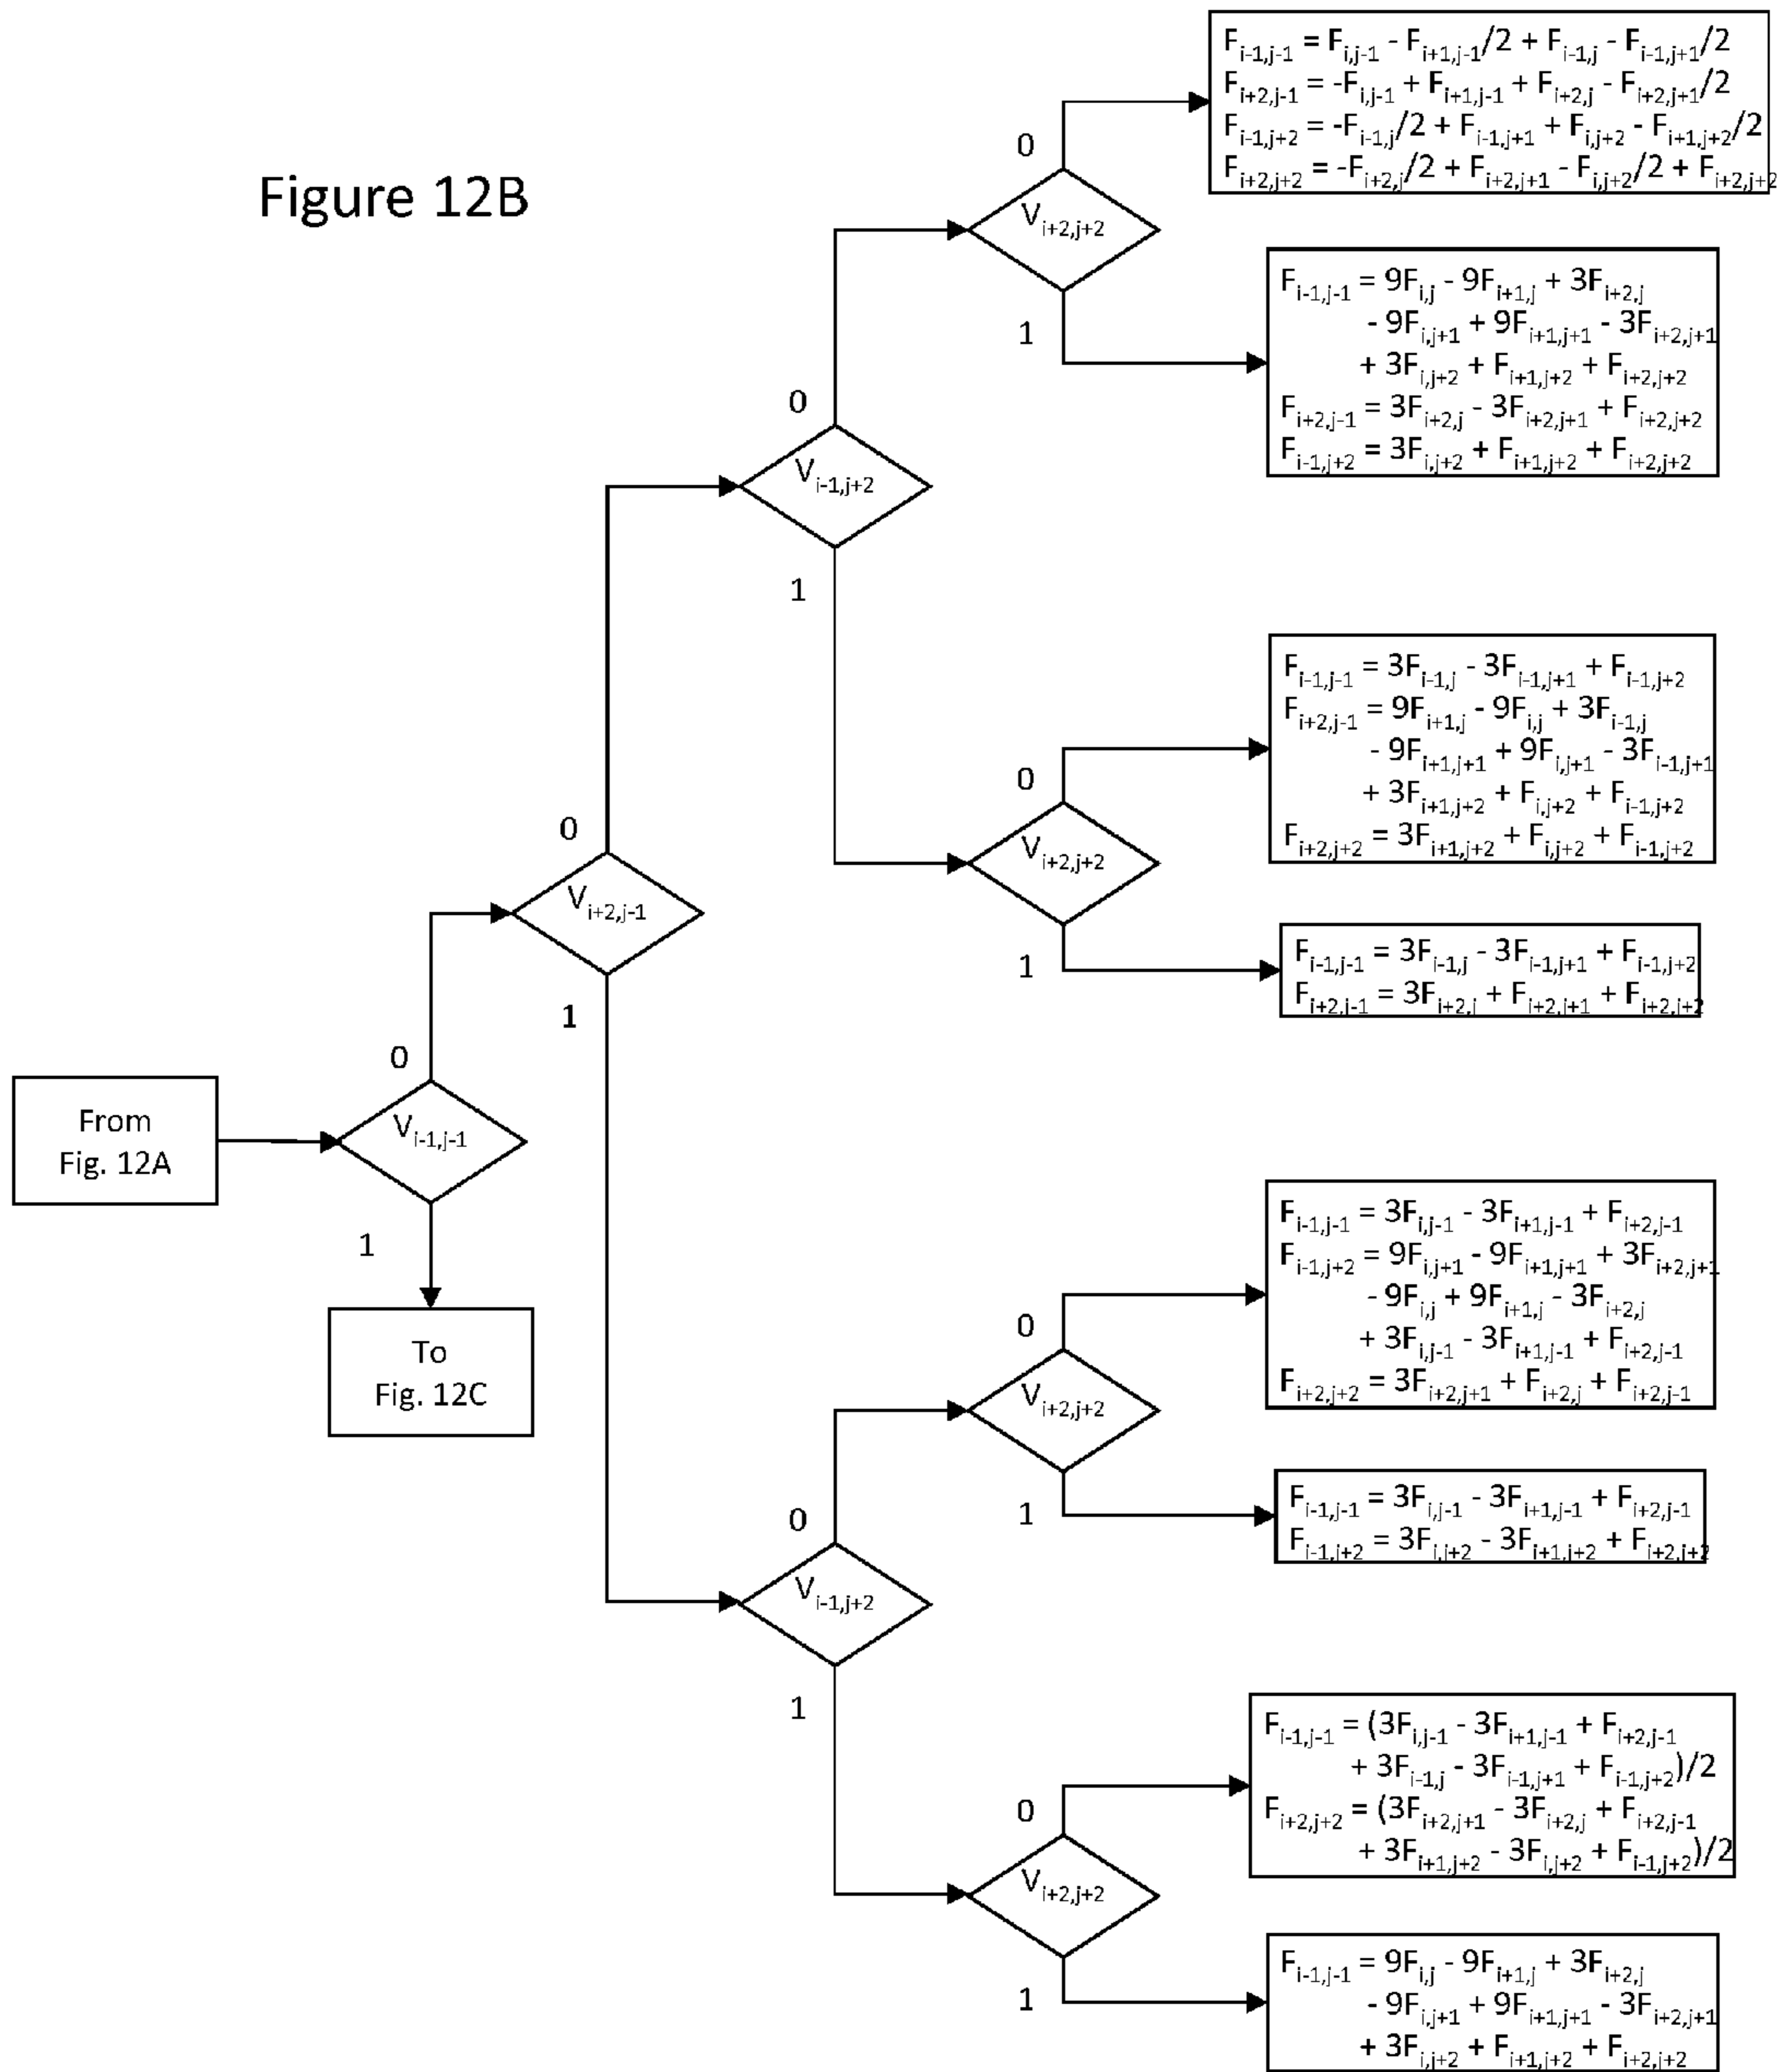 Figure 12B
F_{i-1,j-1} = F_{i,j-1} - F_{i+1,j-1}/2 + F_{i-1,j} - F_{i-1,j+1}/2
F_{i+2,j-1} = -F_{i,j-1} + F_{i+1,j-1} + F_{i+2,j} - F_{i+2,j+1}/2
F_{i-1,j+2} = -F_{i-1,j}/2 + F_{i-1,j+1} + F_{i,j+2} - F_{i+1,j+2}/2
F_{i+2,j+2} = -F_{i+2,j}/2 + F_{i+2,j+1} - F_{i,j+2}/2 + F_{i+2,j+2}
0
V_{i+2,j+2}
1
F_{i-1,j-1} = 9F_{i,j} - 9F_{i+1,j} + 3F_{i+2,j}
- 9F_{i,j+1} + 9F_{i+1,j+1} - 3F_{i+2,j+1}
+ 3F_{i,j+2} + F_{i+1,j+2} + F_{i+2,j+2}
F_{i+2,j-1} = 3F_{i+2,j} - 3F_{i+2,j+1} + F_{i+2,j+2}
F_{i-1,j+2} = 3F_{i,j+2} + F_{i+1,j+2} + F_{i+2,j+2}
0
V_{i-1,j+2}
1
F_{i-1,j-1} = 3F_{i-1,j} - 3F_{i-1,j+1} + F_{i-1,j+2}
F_{i+2,j-1} = 9F_{i+1,j} - 9F_{i,j} + 3F_{i-1,j}
- 9F_{i+1,j+1} + 9F_{i,j+1} - 3F_{i-1,j+1}
+ 3F_{i+1,j+2} + F_{i,j+2} + F_{i-1,j+2}
F_{i+2,j+2} = 3F_{i+1,j+2} + F_{i,j+2} + F_{i-1,j+2}
0
V_{i+2,j+2}
1
F_{i-1,j-1} = 3F_{i-1,j} - 3F_{i-1,j+1} + F_{i-1,j+2}
F_{i+2,j-1} = 3F_{i+2,j} + F_{i+2,j+1} + F_{i+2,j+2}
0
V_{i+2,j-1}
1
From
Fig. 12A
0
V_{i-1,j-1}
1
To
Fig. 12C
F_{i-1,j-1} = 3F_{i,j-1} - 3F_{i+1,j-1} + F_{i+2,j-1}
F_{i-1,j+2} = 9F_{i,j+1} - 9F_{i+1,j+1} + 3F_{i+2,j+1}
- 9F_{i,j} + 9F_{i+1,j} - 3F_{i+2,j}
+ 3F_{i,j-1} - 3F_{i+1,j-1} + F_{i+2,j-1}
F_{i+2,j+2} = 3F_{i+2,j+1} + F_{i+2,j} + F_{i+2,j-1}
0
V_{i+2,j+2}
1
F_{i-1,j-1} = 3F_{i,j-1} - 3F_{i+1,j-1} + F_{i+2,j-1}
F_{i-1,j+2} = 3F_{i,j+2} - 3F_{i+1,j+2} + F_{i+2,j+2}
0
V_{i-1,j+2}
1
F_{i-1,j-1} = (3F_{i,j-1} - 3F_{i+1,j-1} + F_{i+2,j-1}
+ 3F_{i-1,j} - 3F_{i-1,j+1} + F_{i-1,j+2})/2
F_{i+2,j+2} = (3F_{i+2,j+1} - 3F_{i+2,j} + F_{i+2,j-1}
+ 3F_{i+1,j+2} - 3F_{i,j+2} + F_{i-1,j+2})/2
0
V_{i+2,j+2}
1
F_{i-1,j-1} = 9F_{i,j} - 9F_{i+1,j} + 3F_{i+2,j}
- 9F_{i,j+1} + 9F_{i+1,j+1} - 3F_{i+2,j+1}
+ 3F_{i,j+2} + F_{i+1,j+2} + F_{i+2,j+2}